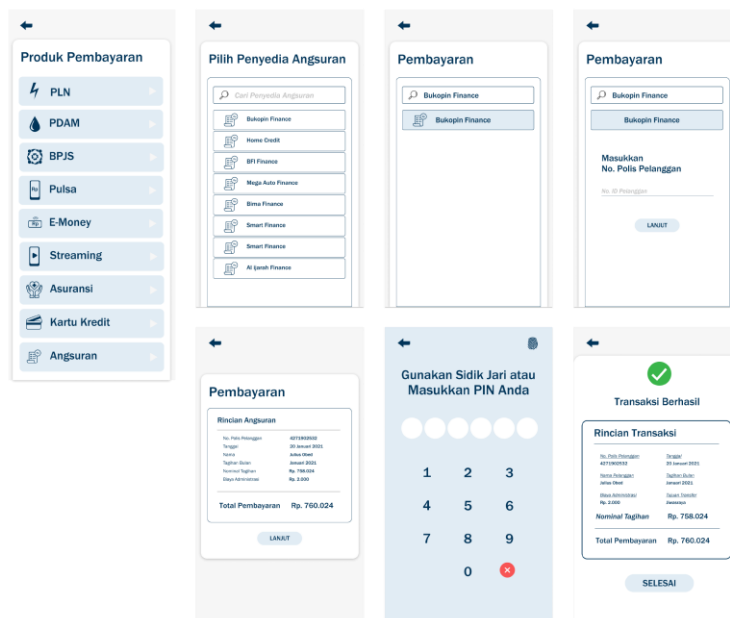 Produk Pembayaran
PLN
PDAM
BPJS
Rp Pulsa
Rp E-Money
Streaming
Asuransi
Kartu Kredit
Angsuran
Pilih Penyedia Angsuran
Cari Penyedia Angsuran
Bukopin Finance
Home Credit
BFI Finance
Mega Auto Finance
Bima Finance
Smart Finance
Smart Finance
Al Ijarah Finance
Pembayaran
Bukopin Finance
Bukopin Finance
Pembayaran
Bukopin Finance
Bukopin Finance
Masukkan
No. Polis Pelanggan
No. ID Pelanggan
LANJUT
Pembayaran
Rincian Angsuran
No. Polis Pelanggan 4271902932
Tanggal 20 Januari 2021
Nama Julius Obed
Tagihan Bulan Januari 2021
Nominal Tagihan Rp. 758.024
Biaya Administrasi Rp. 2.000
Total Pembayaran Rp. 760.024
LANJUT
Gunakan Sidik Jari atau
Masukkan PIN Anda
1 2 3
4 5 6
7 8 9
0
Transaksi Berhasil
Rincian Transaksi
No. Polis Pelanggan Tanggal
4271902932 20 Januari 2021
Nama Pelanggan Tagihan Bulan
Julius Obed Januari 2021
Biaya Administrasi Tujuan Transfer
Rp. 2.000
Nominal Tagihan Rp. 758.024
Total Pembayaran Rp. 760.024
SELESAI